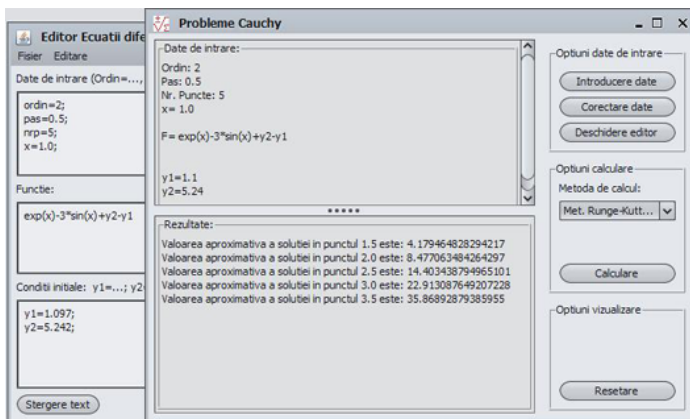 Editor Ecuatii dife
Fisier Editare
Date de intrare (Ordin=...,
ordin=2;
pas=0.5;
nrp=5;
x=1.0;
Functie:
exp(x)-3*sin(x)+y2-y1
Conditii initiale: y1=...; y2
y1=1.097;
y2=5.242;
Stergere text
Probleme Cauchy
Date de intrare:
Ordin: 2
Pas: 0.5
Nr. Puncte: 5
x= 1.0
F= exp(x)-3*sin(x)+y2-y1
y1=1.1
y2=5.24
Rezultate:
Valoarea aproximativa a solutiei in punctul 1.5 este: 4.179464828294217
Valoarea aproximativa a solutiei in punctul 2.0 este: 8.477063484264297
Valoarea aproximativa a solutiei in punctul 2.5 este: 14.403438794965101
Valoarea aproximativa a solutiei in punctul 3.0 este: 22.913087649207228
Valoarea aproximativa a solutiei in punctul 3.5 este: 35.86892879385955
Optiuni date de intrare
Introducere date
Corectare date
Deschidere editor
Optiuni calculare
Metoda de calcul:
Met. Runge-Kutt...
Calculare
Optiuni vizualizare
Resetare